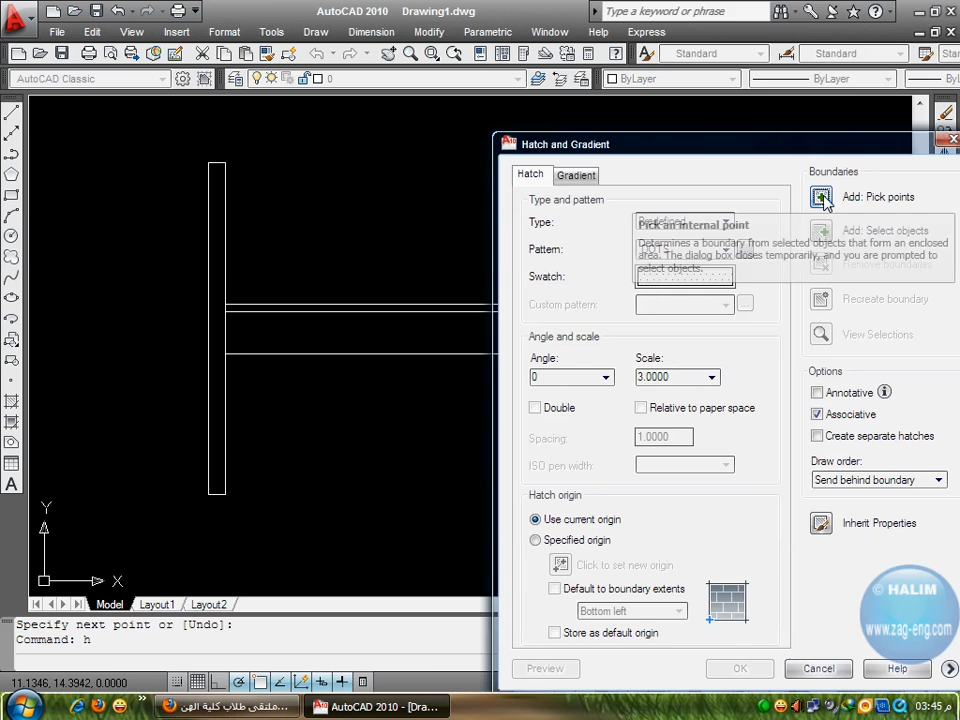 AutoCAD 2010 Drawing1.dwg
Type a keyword or phrase
File Edit View Insert Format Tools Draw Dimension Modify Parametric Window Help Express
Standard
Standard
AutoCAD Classic
0
ByLayer
ByLayer
ByL
Hatch and Gradient
Hatch
Gradient
Type and pattern
Type:
Predefined
Pattern:
DOTS
Swatch:
Custom pattern:
Angle and scale
Angle:
Scale:
0
3.0000
Double
Relative to paper space
Spacing:
1.0000
ISO pen width:
Hatch origin
Use current origin
Specified origin
Click to set new origin
Default to boundary extents
Bottom left
Store as default origin
Boundaries
Add: Pick points
Add: Select objects
Remove boundaries
Recreate boundary
View Selections
Pick an internal point
Determines a boundary from selected objects that form an enclosed
area. The dialog box closes temporarily, and you are prompted to
select objects.
Options
Annotative
Associative
Create separate hatches
Draw order:
Send behind boundary
Inherit Properties
Preview
OK
Cancel
Help
Y
X
Model Layout1 Layout2
Specify next point or [Undo]:
Command: h
11.1346, 14.3942, 0.0000
HALIM
www.zag-eng.com
ملتقى طلاب كلية الهن...
AutoCAD 2010 - [Dra...
03:45 م